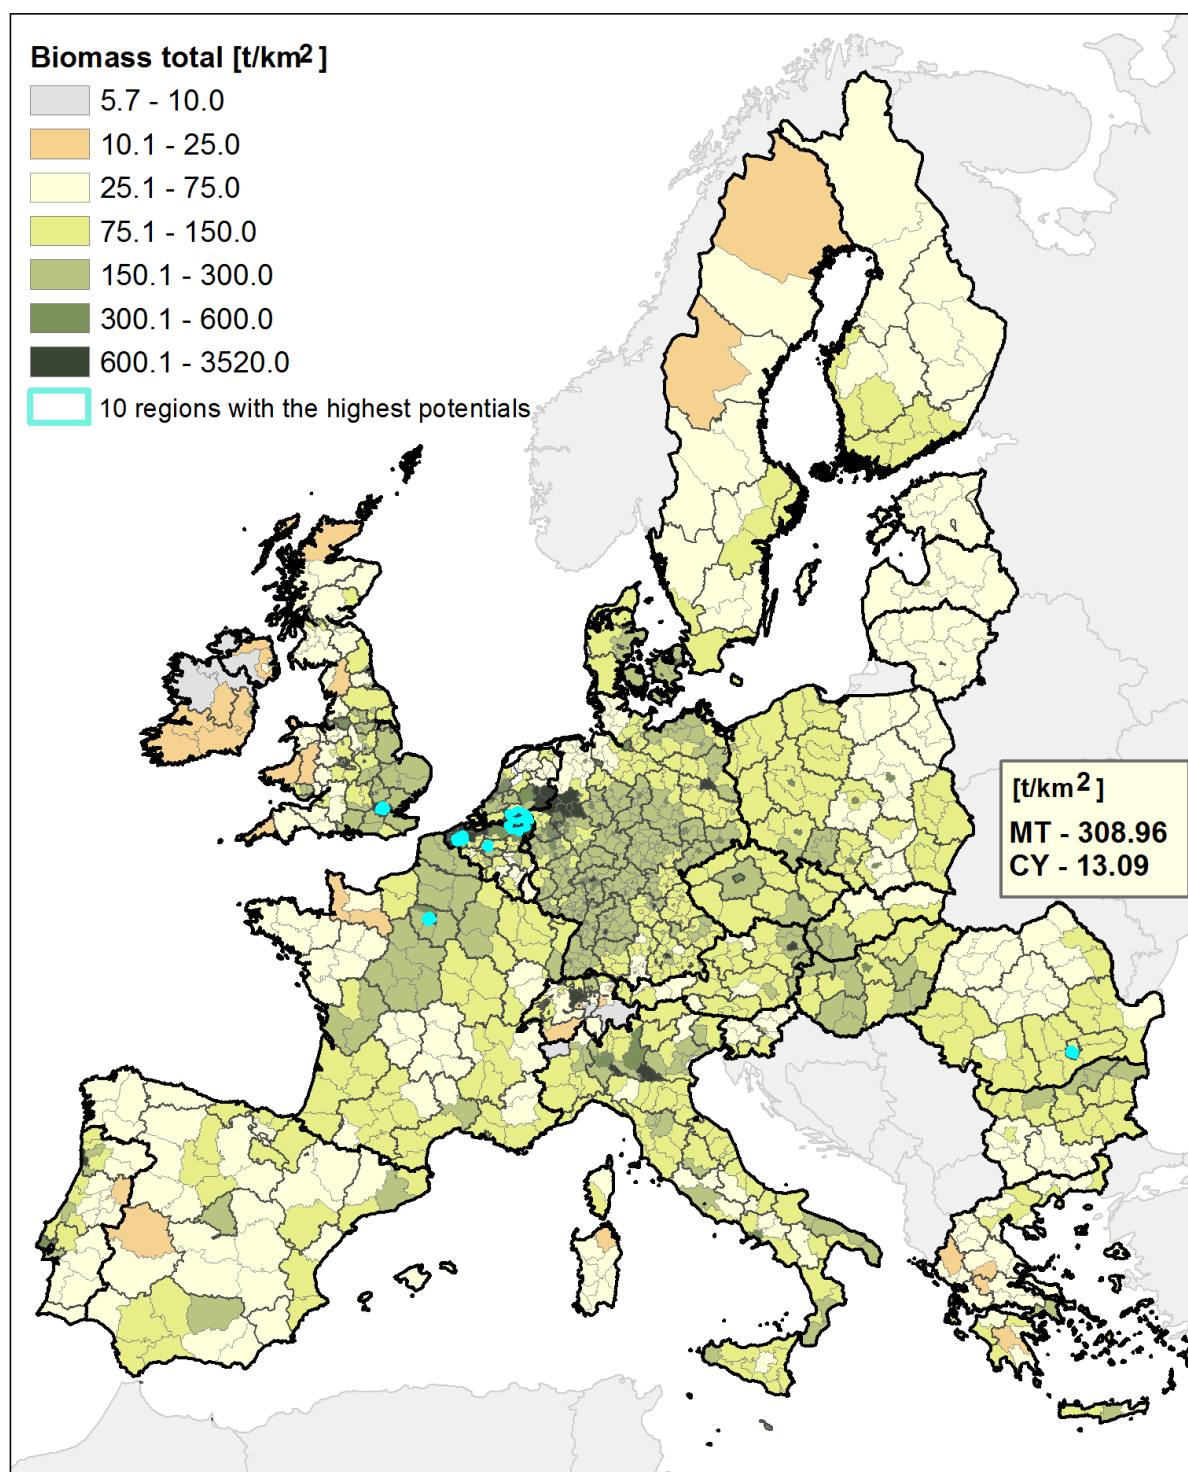 Biomass total [t/km2 ]
5.7 - 10.0
10.1 - 25.0
25.1 - 75.0
75.1 - 150.0
150.1 - 300.0
300.1 - 600.0
600.1 - 3520.0
10 regions with the highest potentials
[t/km2 ]
MT - 308.96
CY - 13.09